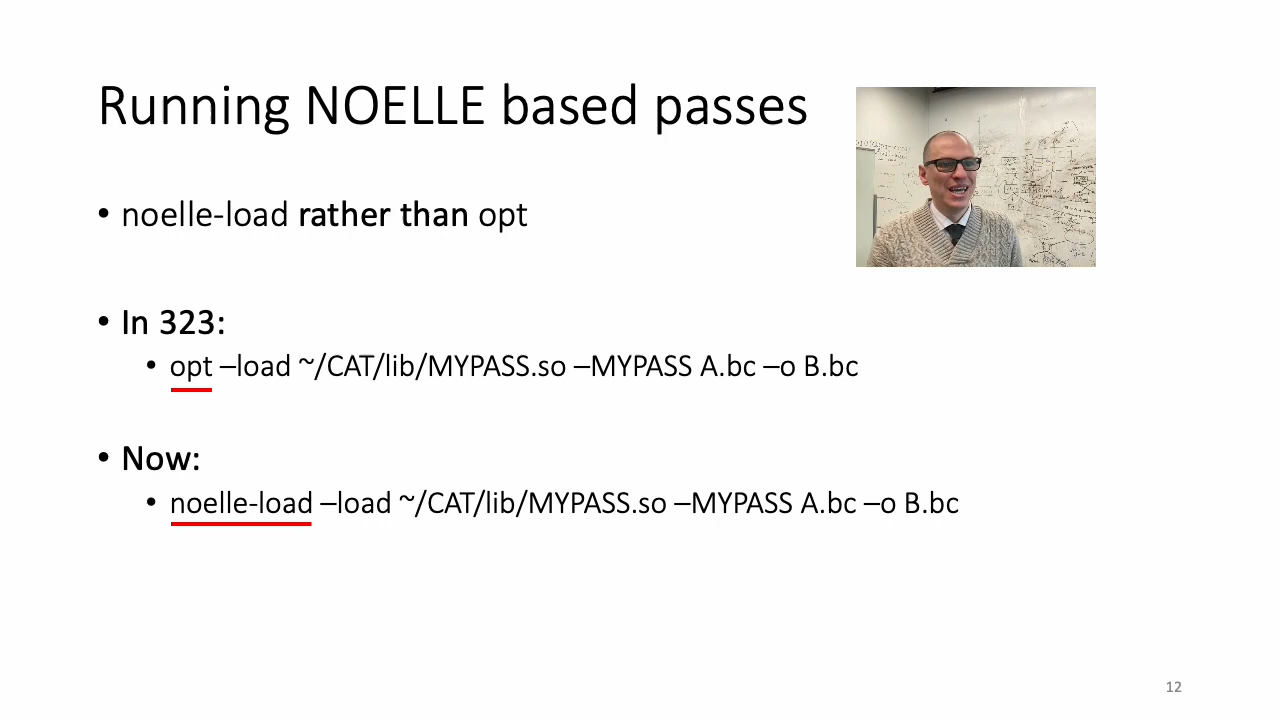 Running NOELLE based passes
• noelle-load rather than opt
• In 323:
• opt –load ~/CAT/lib/MYPASS.so –MYPASS A.bc –o B.bc
• Now:
• noelle-load –load ~/CAT/lib/MYPASS.so –MYPASS A.bc –o B.bc
12